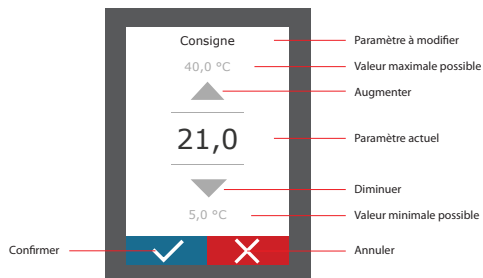 Consigne
Paramètre à modifier
40,0 °C
Valeur maximale possible
Augmenter
21,0
Paramètre actuel
Diminuer
5,0 °C
Valeur minimale possible
Confirmer
Annuler